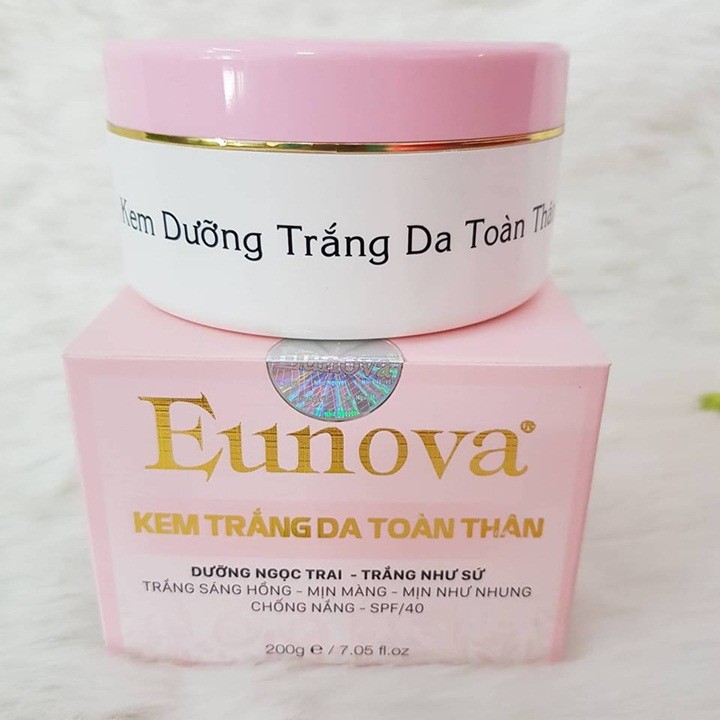 Kem Dưỡng Trắng Da Toàn Thân
Eunova
Eunova®
KEM TRẮNG DA TOÀN THÂN
DƯỠNG NGỌC TRAI - TRẮNG NHƯ SỨ
TRẮNG SÁNG HỒNG - MỊN MÀNG - MỊN NHƯ NHUNG
CHỐNG NẮNG - SPF/40
200g ℮ / 7.05 fl.oz